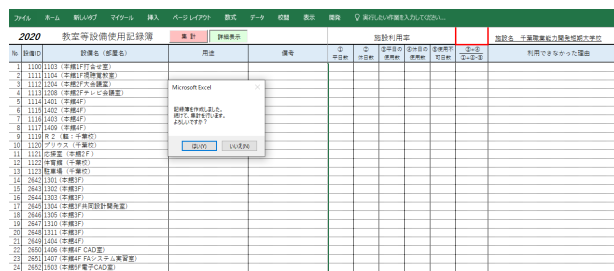 ファイル ホーム 新しいタブ マイツール 挿入 ページ レイアウト 数式 データ 校閲 表示 開発 実行したい作業を入力してください...
2020 教室等設備使用記録簿 集 計 詳細表示 施設利用率 施設名 千葉職業能力開発短期大学校
№ 設備ID 設備名（部屋名） 用途 備考 ① 平日数 ② 休日数 ③平日の使用数 ④休日の使用数 ⑤使用不可日数 ③+④ ①+②-⑤ 利用できなかった理由
1 1100 1103 (本館1F打合せ室)
2 1111 1104 (本館1F視聴覚教室)
3 1112 1204 (本館2F大会議室)
4 1113 1208 (本館2Fテレビ会議室)
5 1114 1401 (本館4F)
6 1115 1402 (本館4F)
7 1116 1403 (本館4F)
8 1117 1409 (本館4F)
9 1119 R2 (軽：千葉校)
10 1120 プリウス (千葉校)
11 1121 応接室 (本館2F)
12 1122 体育館 (千葉校)
13 1123 駐車場 (千葉校)
14 2642 1301 (本館3F)
15 2643 1302 (本館3F)
16 2644 1303 (本館3F)
17 2645 1304 (本館3F共同設計開発室)
18 2646 1305 (本館3F)
19 2647 1310 (本館3F)
20 2648 1311 (本館3F)
21 2649 1404 (本館4F)
22 2650 1406 (本館4F CAD室)
23 2651 1407 (本館4F FAシステム実習室)
24 2652 1503 (本館5F電子CAD室)
Microsoft Excel
記録簿を作成しました。
続けて、集計を行います。
よろしいですか？
はい(Y) いいえ(N)